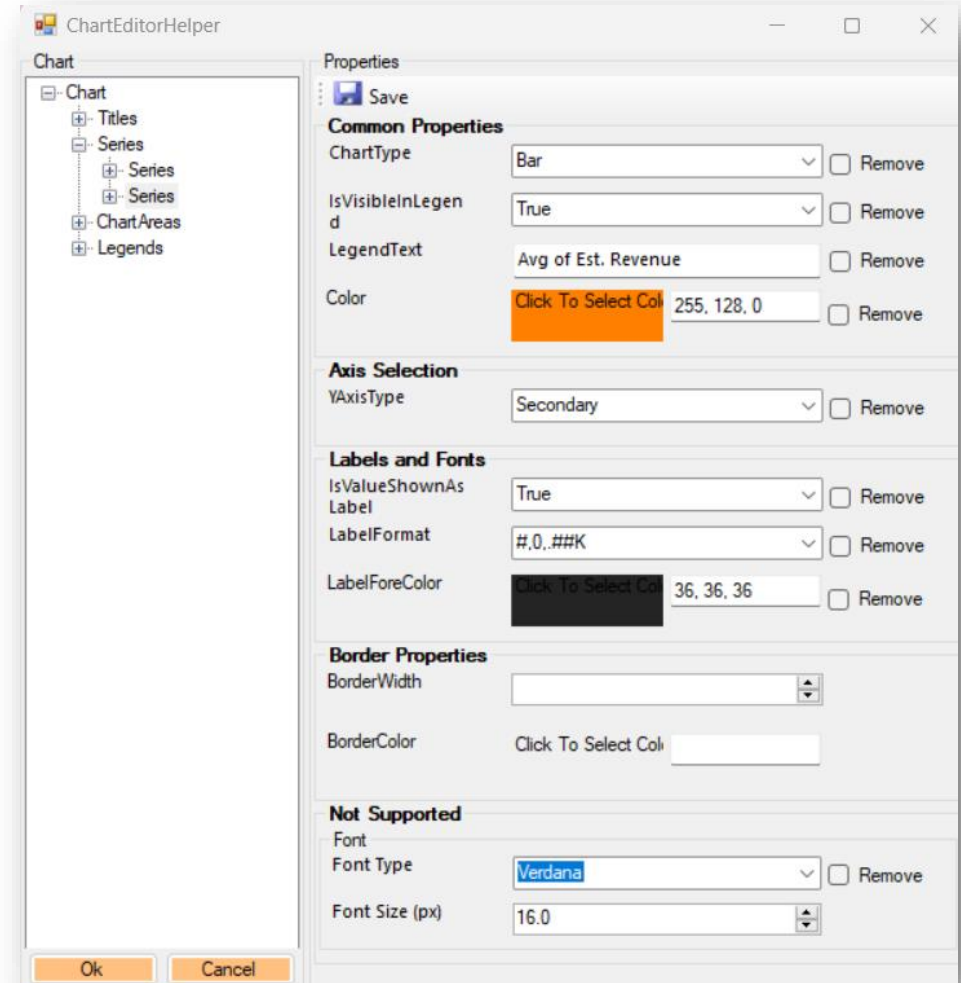 ChartEditorHelper
Chart
Chart
Titles
Series
Series
Series
ChartAreas
Legends
Ok
Cancel
Properties
Save
Common Properties
ChartType
Bar
Remove
IsVisibleInLegen
d
True
Remove
LegendText
Avg of Est. Revenue
Remove
Color
Click To Select Col
255, 128, 0
Remove
Axis Selection
YAxisType
Secondary
Remove
Labels and Fonts
IsValueShownAs
Label
True
Remove
LabelFormat
#,0,.##K
Remove
LabelForeColor
Click To Select Col
36, 36, 36
Remove
Border Properties
BorderWidth
BorderColor
Click To Select Col
Not Supported
Font
Font Type
Verdana
Remove
Font Size (px)
16.0